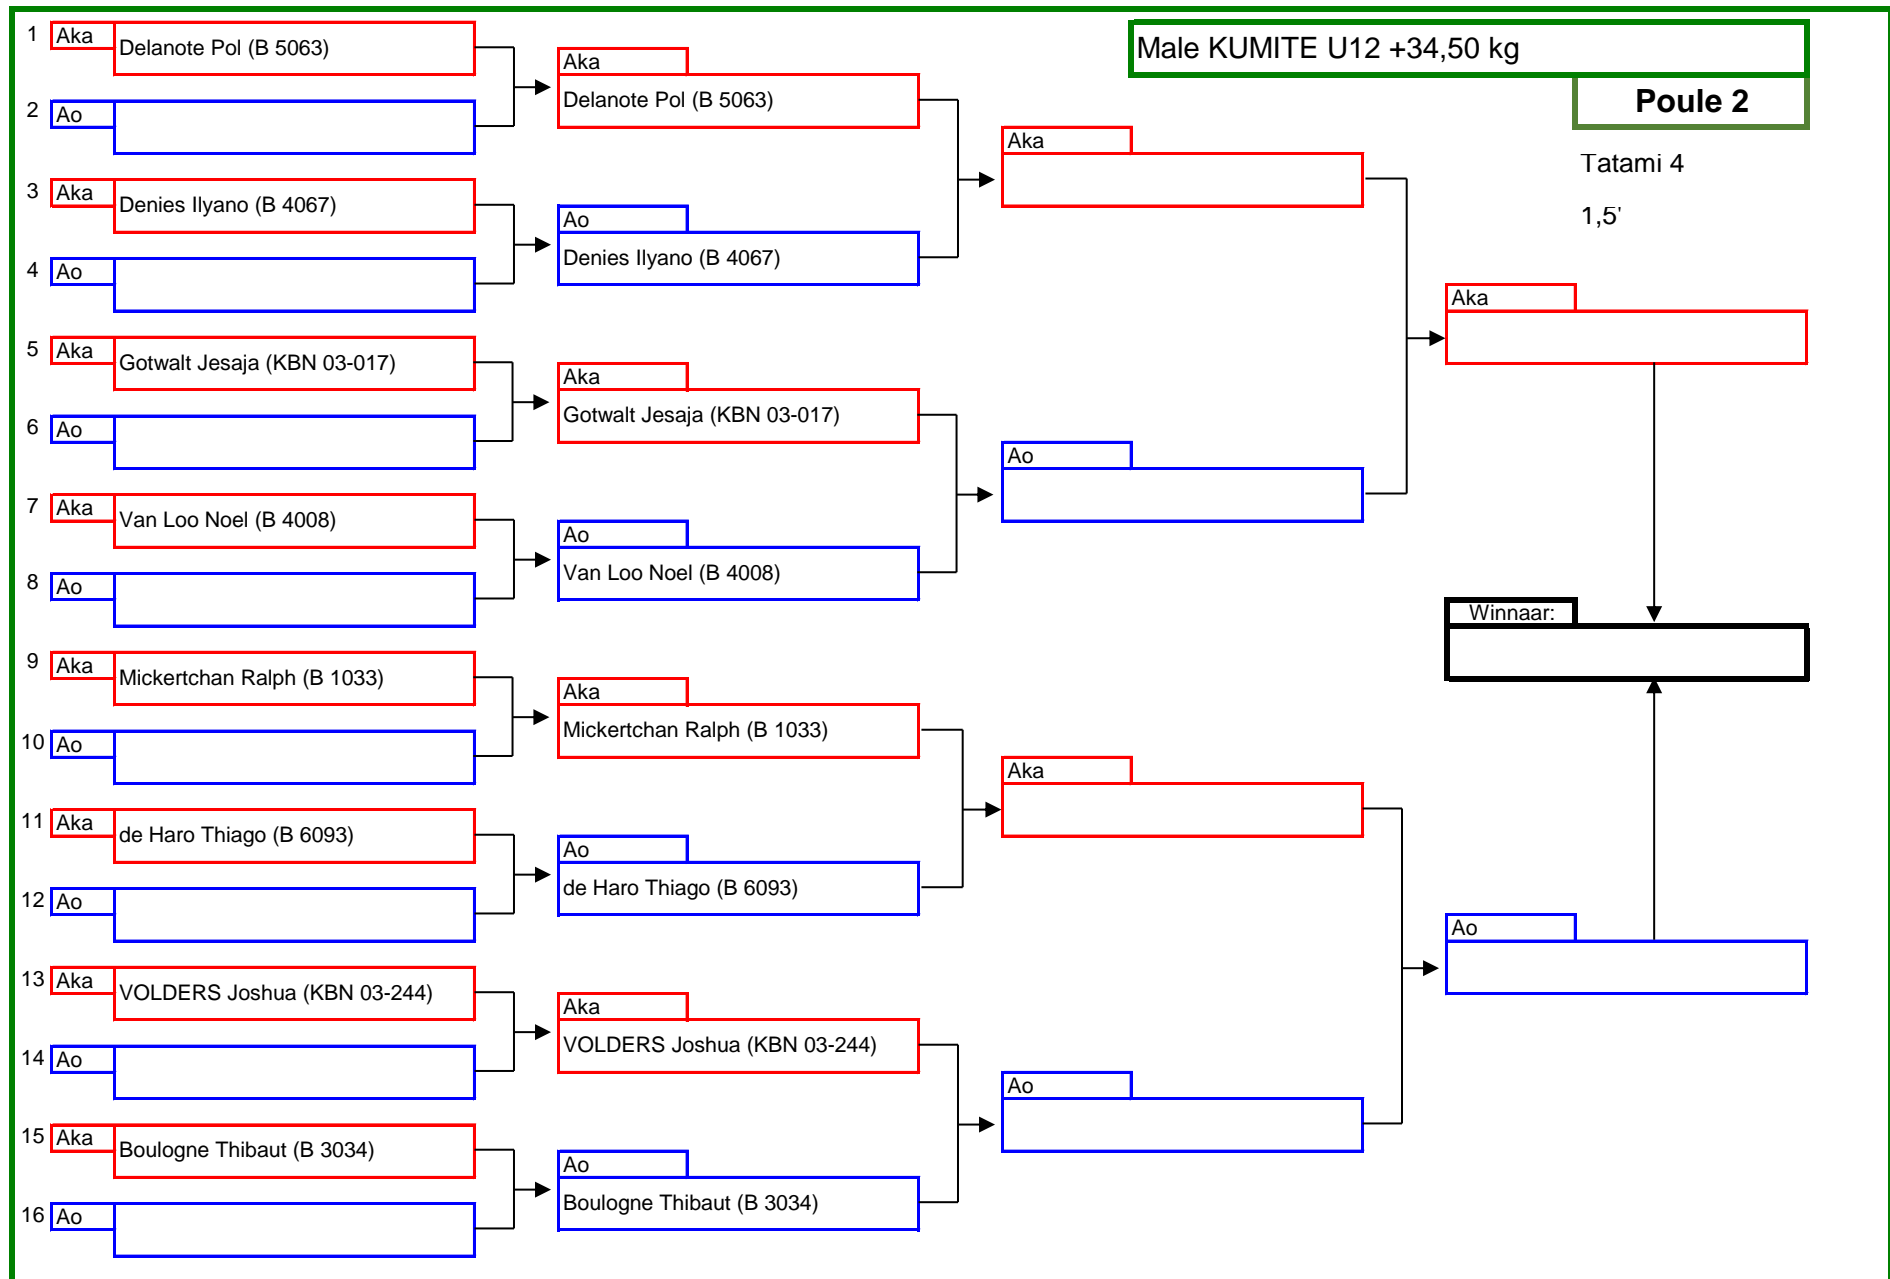 Male KUMITE U12 +34,50 kg
Poule 2
Tatami 4
1,5'
1 Aka
Delanote Pol (B 5063)
2 Ao
3 Aka
Denies Ilyano (B 4067)
4 Ao
5 Aka
Gotwalt Jesaja (KBN 03-017)
6 Ao
7 Aka
Van Loo Noel (B 4008)
8 Ao
9 Aka
Mickertchan Ralph (B 1033)
10 Ao
11 Aka
de Haro Thiago (B 6093)
12 Ao
13 Aka
VOLDERS Joshua (KBN 03-244)
14 Ao
15 Aka
Boulogne Thibaut (B 3034)
16 Ao
Aka
Delanote Pol (B 5063)
Ao
Denies Ilyano (B 4067)
Aka
Gotwalt Jesaja (KBN 03-017)
Ao
Van Loo Noel (B 4008)
Aka
Mickertchan Ralph (B 1033)
Ao
de Haro Thiago (B 6093)
Aka
VOLDERS Joshua (KBN 03-244)
Ao
Boulogne Thibaut (B 3034)
Aka
Ao
Aka
Ao
Aka
Winnaar:
Ao